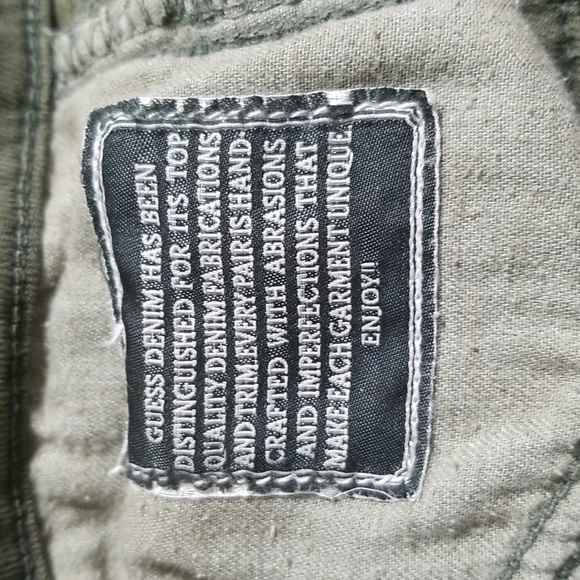 GUESS DENIM HAS BEEN
DISTINGUISHED FOR ITS TOP
QUALITY DENIM FABRICATIONS
AND TRIM EVERY PAIR IS HAND-
CRAFTED WITH ABRASIONS
AND IMPERFECTIONS THAT
MAKE EACH GARMENT UNIQUE.
ENJOY!!